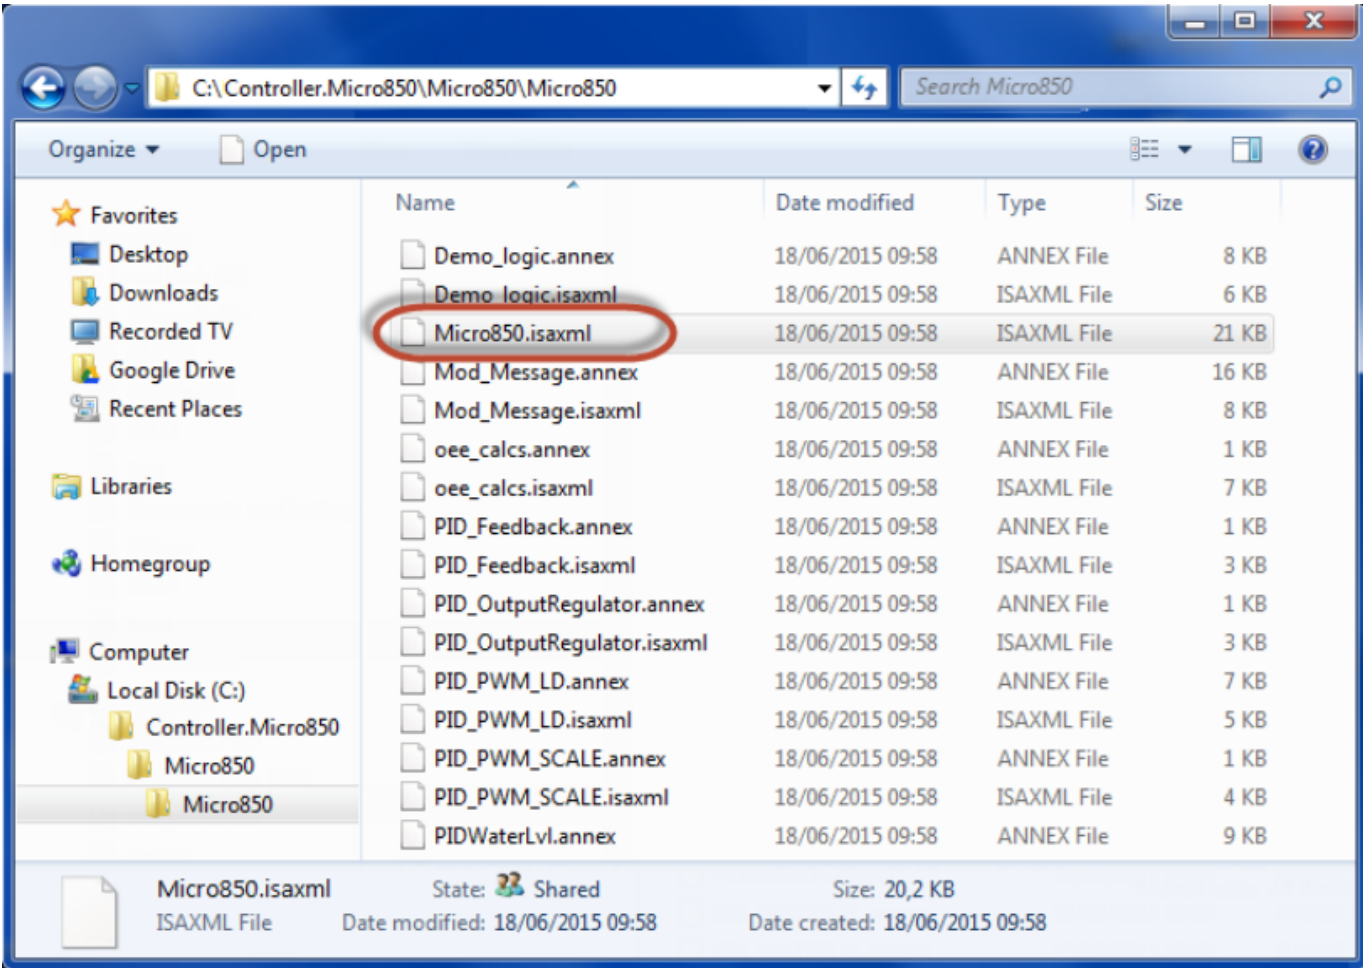 C:\Controller.Micro850\Micro850\Micro850
Search Micro850
Organize
Open
Name Date modified Type Size
Favorites
Desktop
Downloads
Recorded TV
Google Drive
Recent Places
Libraries
Homegroup
Computer
Local Disk (C:)
Controller.Micro850
Micro850
Micro850
Demo_logic.annex 18/06/2015 09:58 ANNEX File 8 KB
Demo_logic.isaxml 18/06/2015 09:58 ISAXML File 6 KB
Micro850.isaxml 18/06/2015 09:58 ISAXML File 21 KB
Mod_Message.annex 18/06/2015 09:58 ANNEX File 16 KB
Mod_Message.isaxml 18/06/2015 09:58 ISAXML File 8 KB
oee_calcs.annex 18/06/2015 09:58 ANNEX File 1 KB
oee_calcs.isaxml 18/06/2015 09:58 ISAXML File 7 KB
PID_Feedback.annex 18/06/2015 09:58 ANNEX File 1 KB
PID_Feedback.isaxml 18/06/2015 09:58 ISAXML File 3 KB
PID_OutputRegulator.annex 18/06/2015 09:58 ANNEX File 1 KB
PID_OutputRegulator.isaxml 18/06/2015 09:58 ISAXML File 3 KB
PID_PWM_LD.annex 18/06/2015 09:58 ANNEX File 7 KB
PID_PWM_LD.isaxml 18/06/2015 09:58 ISAXML File 5 KB
PID_PWM_SCALE.annex 18/06/2015 09:58 ANNEX File 1 KB
PID_PWM_SCALE.isaxml 18/06/2015 09:58 ISAXML File 4 KB
PIDWaterLvl.annex 18/06/2015 09:58 ANNEX File 9 KB
Micro850.isaxml State: Shared Size: 20,2 KB
ISAXML File Date modified: 18/06/2015 09:58 Date created: 18/06/2015 09:58